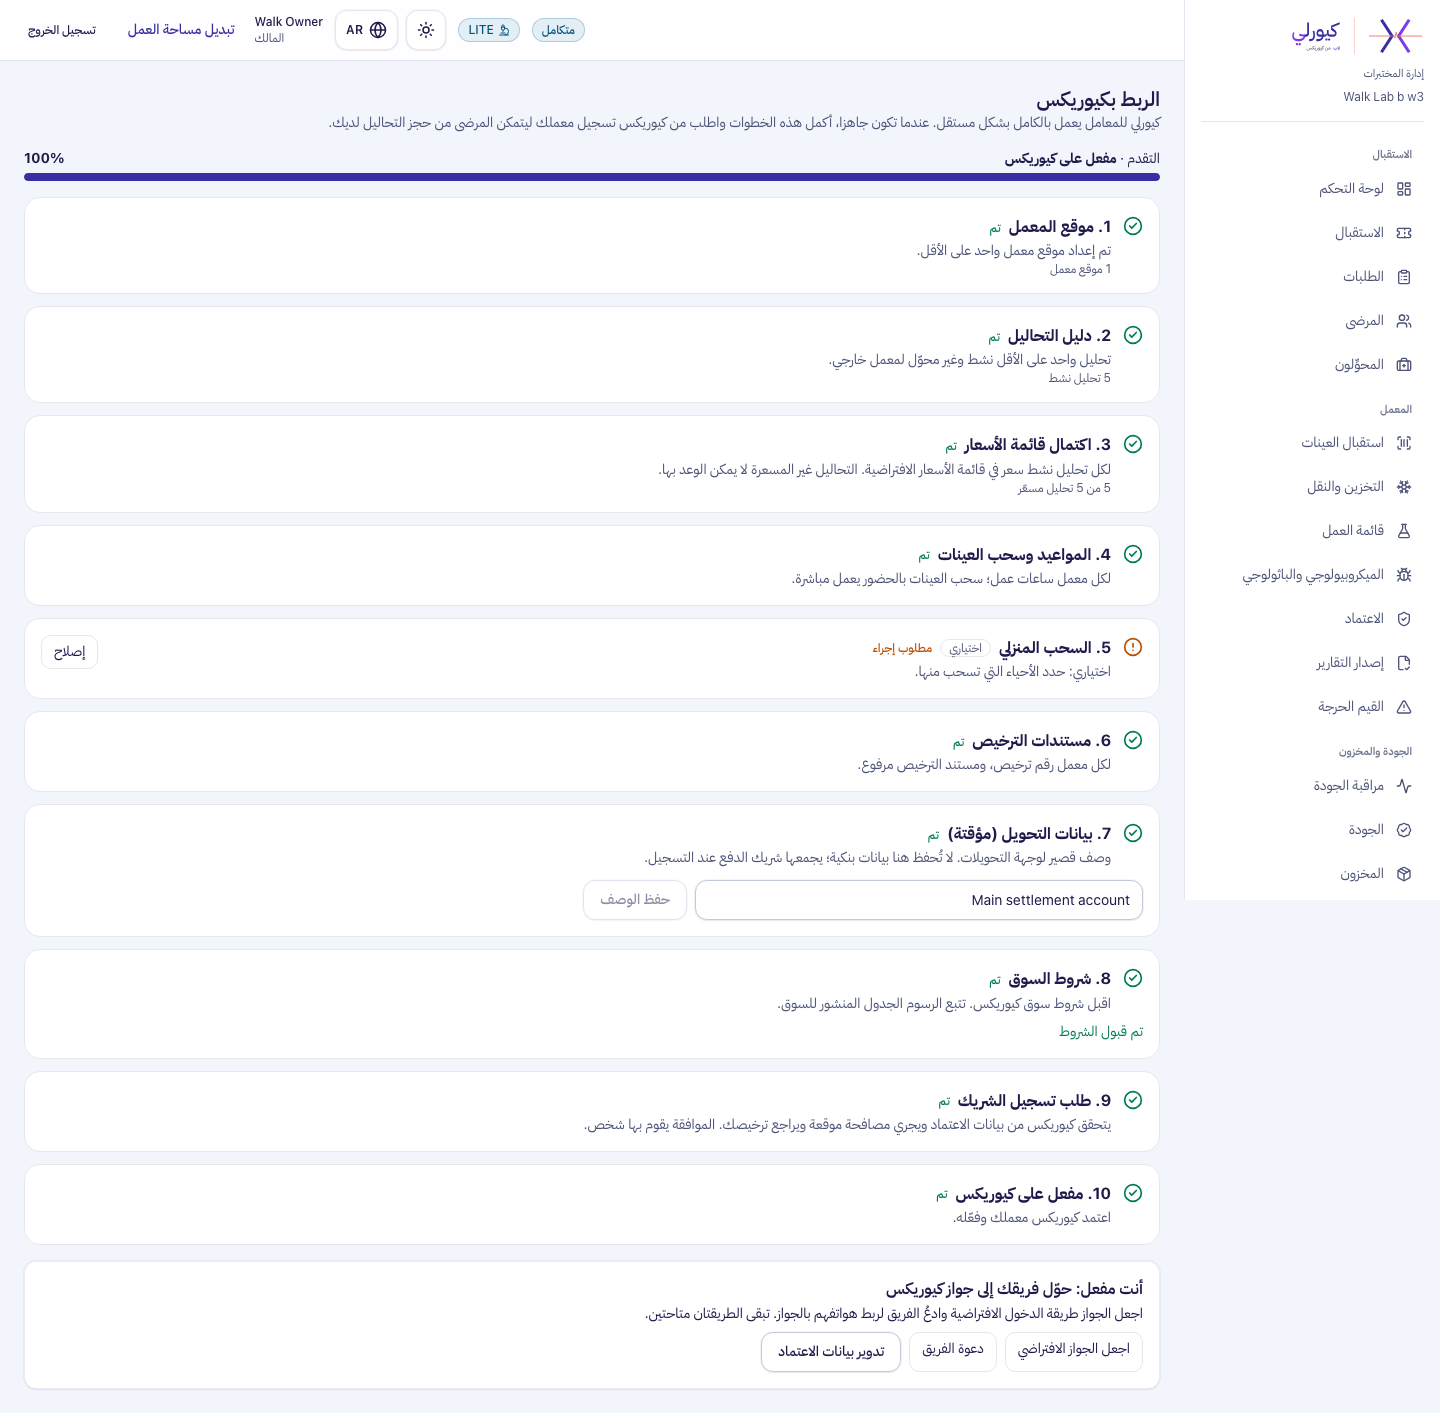 كيورلي
لاب من كيوريكس
إدارة المختبرات
Walk Lab b w3
الاستقبال
لوحة التحكم
الاستقبال
الطلبات
المرضى
المحوِّلون
المعمل
استقبال العينات
التخزين والنقل
قائمة العمل
الميكروبيولوجي والباثولوجي
الاعتماد
إصدار التقارير
القيم الحرجة
الجودة والمخزون
مراقبة الجودة
الجودة
المخزون
متكامل
LITE
AR
Walk Owner
المالك
تبديل مساحة العمل
تسجيل الخروج
الربط بكيوريكس
كيورلي للمعامل يعمل بالكامل بشكل مستقل. عندما تكون جاهزا، أكمل هذه الخطوات واطلب من كيوريكس تسجيل معملك ليتمكن المرضى من حجز التحاليل لديك.
التقدم · مفعل على كيوريكس
100%
1. موقع المعمل تم
تم إعداد موقع معمل واحد على الأقل.
1 موقع معمل
2. دليل التحاليل تم
تحليل واحد على الأقل نشط وغير محوّل لمعمل خارجي.
5 تحليل نشط
3. اكتمال قائمة الأسعار تم
لكل تحليل نشط سعر في قائمة الأسعار الافتراضية. التحاليل غير المسعرة لا يمكن الوعد بها.
5 من 5 تحليل مسعّر
4. المواعيد وسحب العينات تم
لكل معمل ساعات عمل؛ سحب العينات بالحضور يعمل مباشرة.
5. السحب المنزلي اختياري مطلوب إجراء
اختياري: حدد الأحياء التي تسحب منها.
إصلاح
6. مستندات الترخيص تم
لكل معمل رقم ترخيص، ومستند الترخيص مرفوع.
7. بيانات التحويل (مؤقتة) تم
وصف قصير لوجهة التحويلات. لا تُحفظ هنا بيانات بنكية؛ يجمعها شريك الدفع عند التسجيل.
Main settlement account
حفظ الوصف
8. شروط السوق تم
اقبل شروط سوق كيوريكس. تتبع الرسوم الجدول المنشور للسوق.
تم قبول الشروط
9. طلب تسجيل الشريك تم
يتحقق كيوريكس من بيانات الاعتماد ويجري مصافحة موقعة ويراجع ترخيصك. الموافقة يقوم بها شخص.
10. مفعل على كيوريكس تم
اعتمد كيوريكس معملك وفعّله.
أنت مفعل: حوّل فريقك إلى جواز كيوريكس
اجعل الجواز طريقة الدخول الافتراضية وادعُ الفريق لربط هواتفهم بالجواز. تبقى الطريقتان متاحتين.
اجعل الجواز الافتراضي
دعوة الفريق
تدوير بيانات الاعتماد